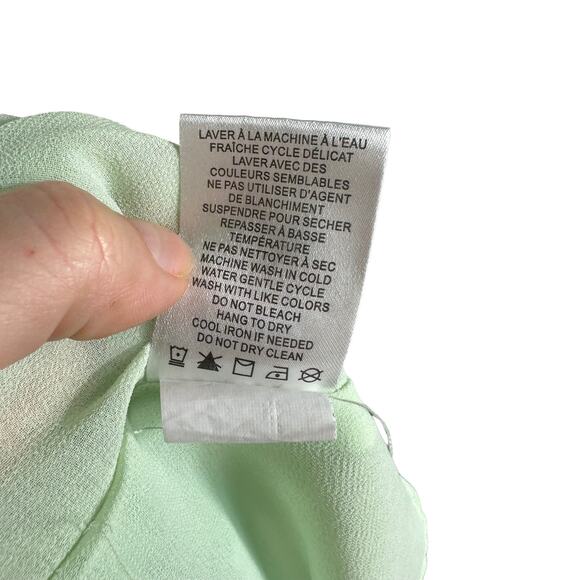 LAVER À LA MACHINE À L'EAU
FRAÎCHE CYCLE DÉLICAT
LAVER AVEC DES
COULEURS SEMBLABLES
NE PAS UTILISER D'AGENT
DE BLANCHIMENT
SUSPENDRE POUR SÉCHER
REPASSER À BASSE
TEMPÉRATURE
NE PAS NETTOYER À SEC
MACHINE WASH IN COLD
WATER GENTLE CYCLE
WASH WITH LIKE COLORS
DO NOT BLEACH
HANG TO DRY
COOL IRON IF NEEDED
DO NOT DRY CLEAN